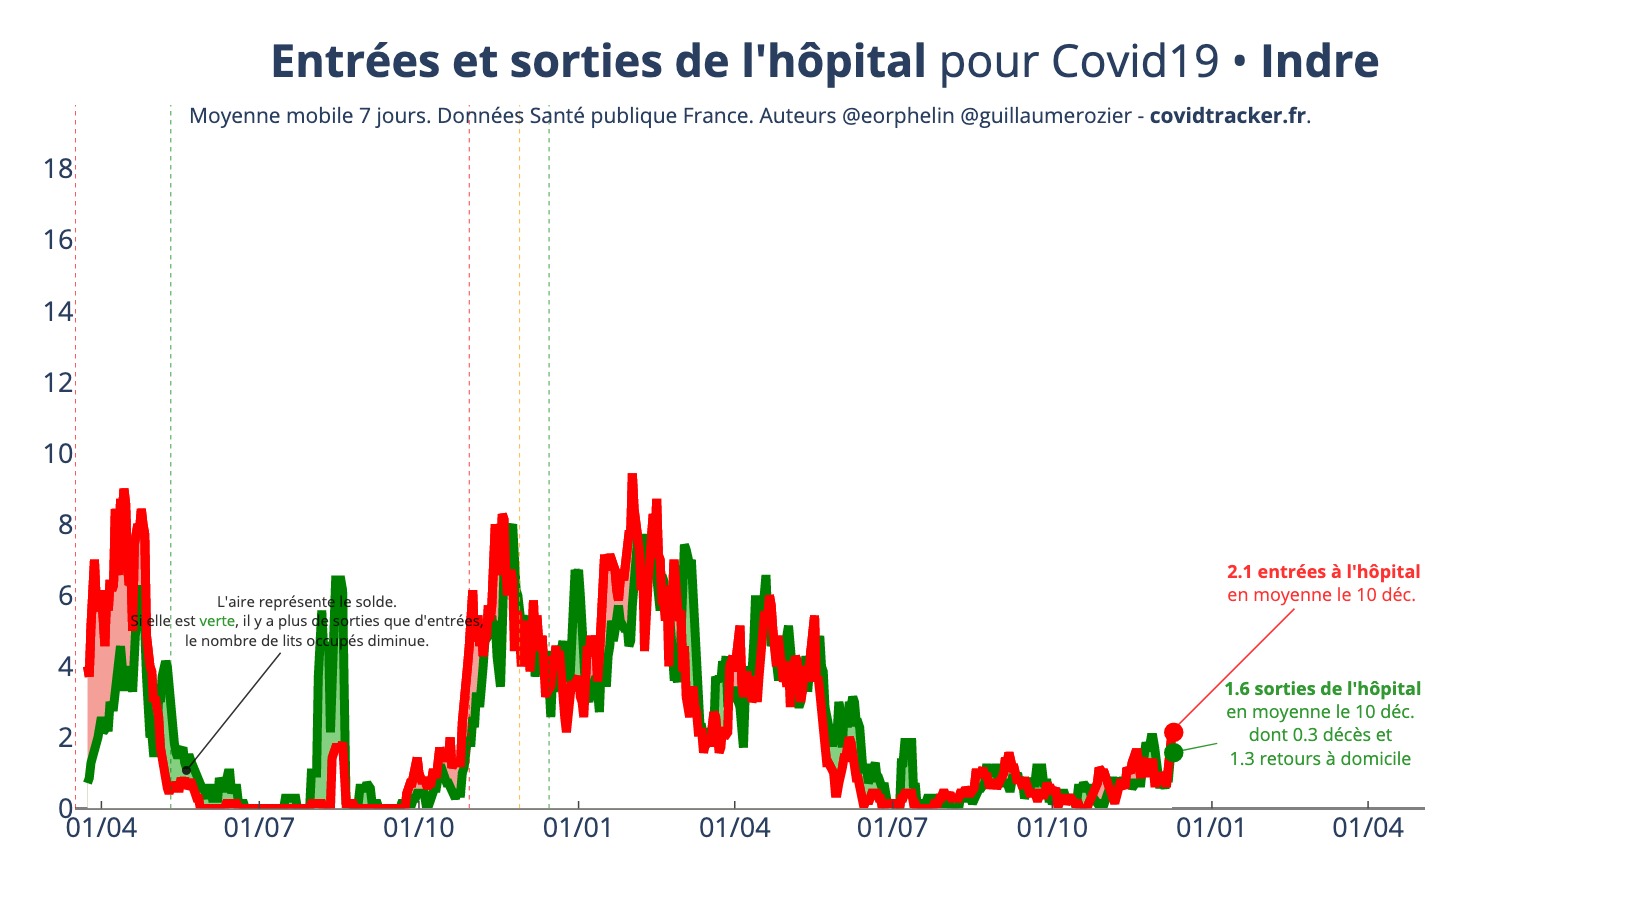 Entrées et sorties de l'hôpital pour Covid19 • Indre
Moyenne mobile 7 jours. Données Santé publique France. Auteurs @eorphelin @guillaumerozier - covidtracker.fr.
18
16
14
12
10
8
6
4
2
0
L'aire représente le solde.
Si elle est verte, il y a plus de sorties que d'entrées,
le nombre de lits occupés diminue.
2.1 entrées à l'hôpital
en moyenne le 10 déc.
1.6 sorties de l'hôpital
en moyenne le 10 déc.
dont 0.3 décès et
1.3 retours à domicile
01/04 01/07 01/10 01/01 01/04 01/07 01/10 01/01 01/04